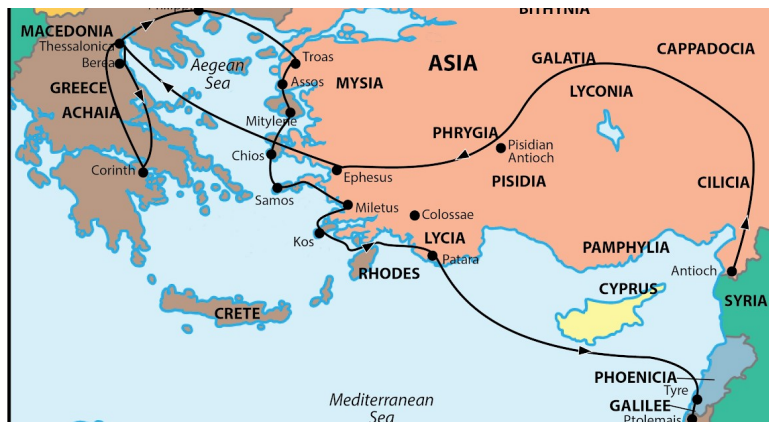 Philippi
BITHYNIA
MACEDONIA
Thessalonica
Berea
Aegean
Sea
Troas
ASIA
GALATIA
CAPPADOCIA
GREECE
Assos
MYSIA
LYCONIA
ACHAIA
Mitylene
PHRYGIA
Pisidian
Antioch
Chios
Corinth
Ephesus
PISIDIA
CILICIA
Samos
Miletus
Colossae
Kos
LYCIA
PAMPHYLIA
Patara
RHODES
Antioch
CYPRUS
SYRIA
CRETE
PHOENICIA
Tyre
Mediterranean
Sea
GALILEE
Ptolemais